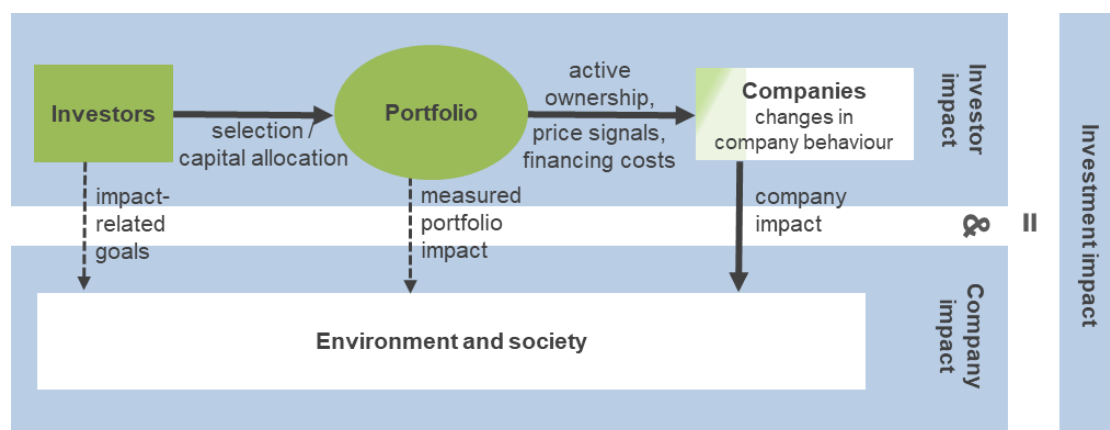 Investors
selection /
capital allocation
Portfolio
active
ownership,
price signals,
financing costs
Companies
changes in
company behaviour
Investor
impact
impact-
related
goals
measured
portfolio
impact
company
impact
&
=
Investment impact
Environment and society
Company
impact